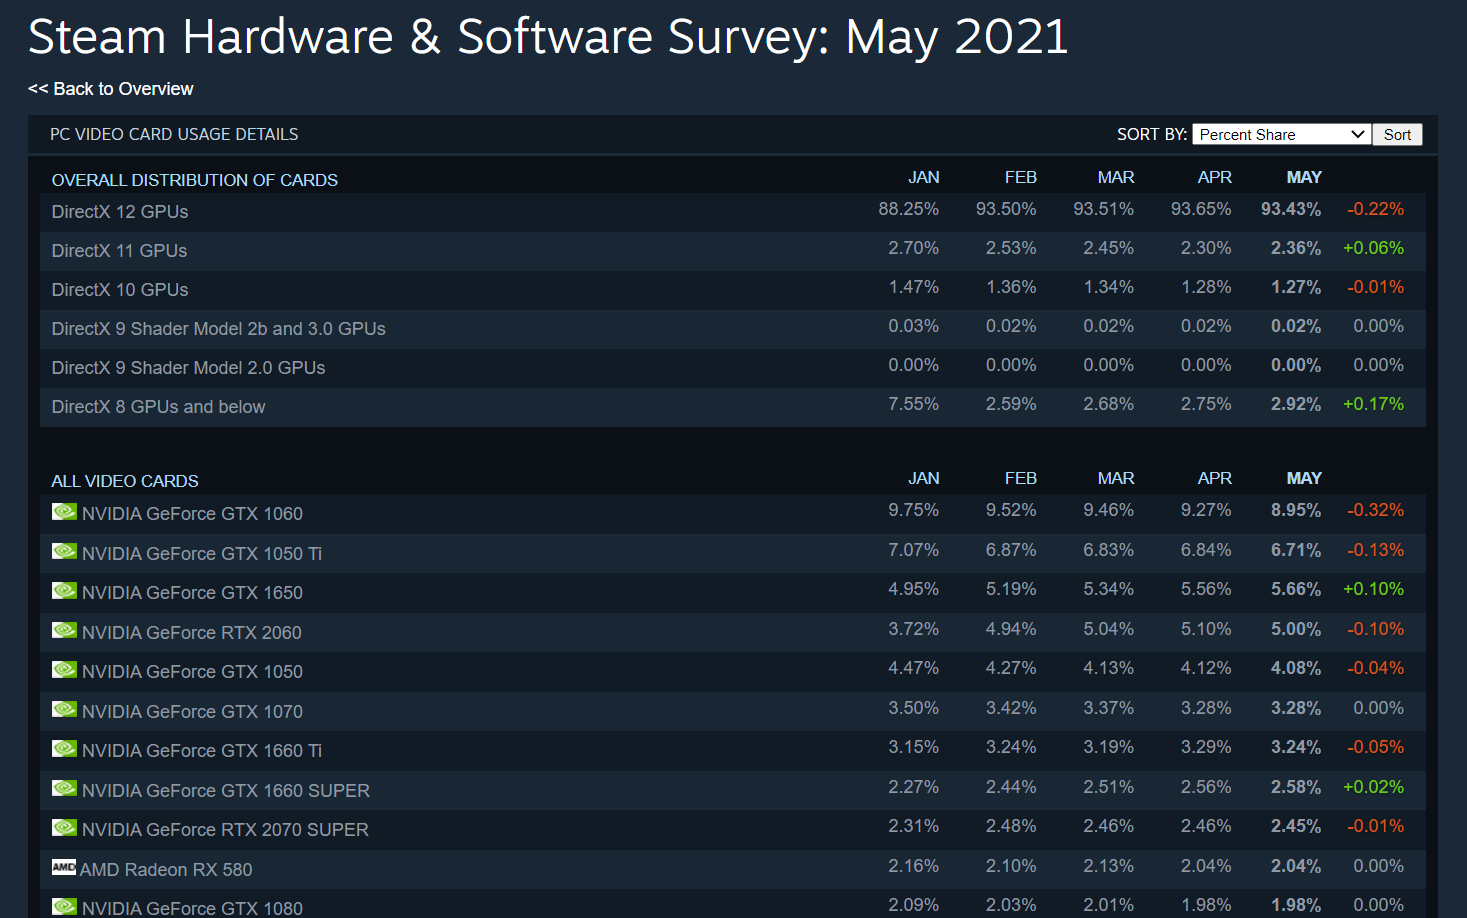 Steam Hardware & Software Survey: May 2021
<< Back to Overview
PC VIDEO CARD USAGE DETAILS SORT BY: Percent Share Sort
OVERALL DISTRIBUTION OF CARDS JAN FEB MAR APR MAY
DirectX 12 GPUs 88.25% 93.50% 93.51% 93.65% 93.43% -0.22%
DirectX 11 GPUs 2.70% 2.53% 2.45% 2.30% 2.36% +0.06%
DirectX 10 GPUs 1.47% 1.36% 1.34% 1.28% 1.27% -0.01%
DirectX 9 Shader Model 2b and 3.0 GPUs 0.03% 0.02% 0.02% 0.02% 0.02% 0.00%
DirectX 9 Shader Model 2.0 GPUs 0.00% 0.00% 0.00% 0.00% 0.00% 0.00%
DirectX 8 GPUs and below 7.55% 2.59% 2.68% 2.75% 2.92% +0.17%
ALL VIDEO CARDS JAN FEB MAR APR MAY
NVIDIA GeForce GTX 1060 9.75% 9.52% 9.46% 9.27% 8.95% -0.32%
NVIDIA GeForce GTX 1050 Ti 7.07% 6.87% 6.83% 6.84% 6.71% -0.13%
NVIDIA GeForce GTX 1650 4.95% 5.19% 5.34% 5.56% 5.66% +0.10%
NVIDIA GeForce RTX 2060 3.72% 4.94% 5.04% 5.10% 5.00% -0.10%
NVIDIA GeForce GTX 1050 4.47% 4.27% 4.13% 4.12% 4.08% -0.04%
NVIDIA GeForce GTX 1070 3.50% 3.42% 3.37% 3.28% 3.28% 0.00%
NVIDIA GeForce GTX 1660 Ti 3.15% 3.24% 3.19% 3.29% 3.24% -0.05%
NVIDIA GeForce GTX 1660 SUPER 2.27% 2.44% 2.51% 2.56% 2.58% +0.02%
NVIDIA GeForce RTX 2070 SUPER 2.31% 2.48% 2.46% 2.46% 2.45% -0.01%
AMD AMD Radeon RX 580 2.16% 2.10% 2.13% 2.04% 2.04% 0.00%
NVIDIA GeForce GTX 1080 2.09% 2.03% 2.01% 1.98% 1.98% 0.00%